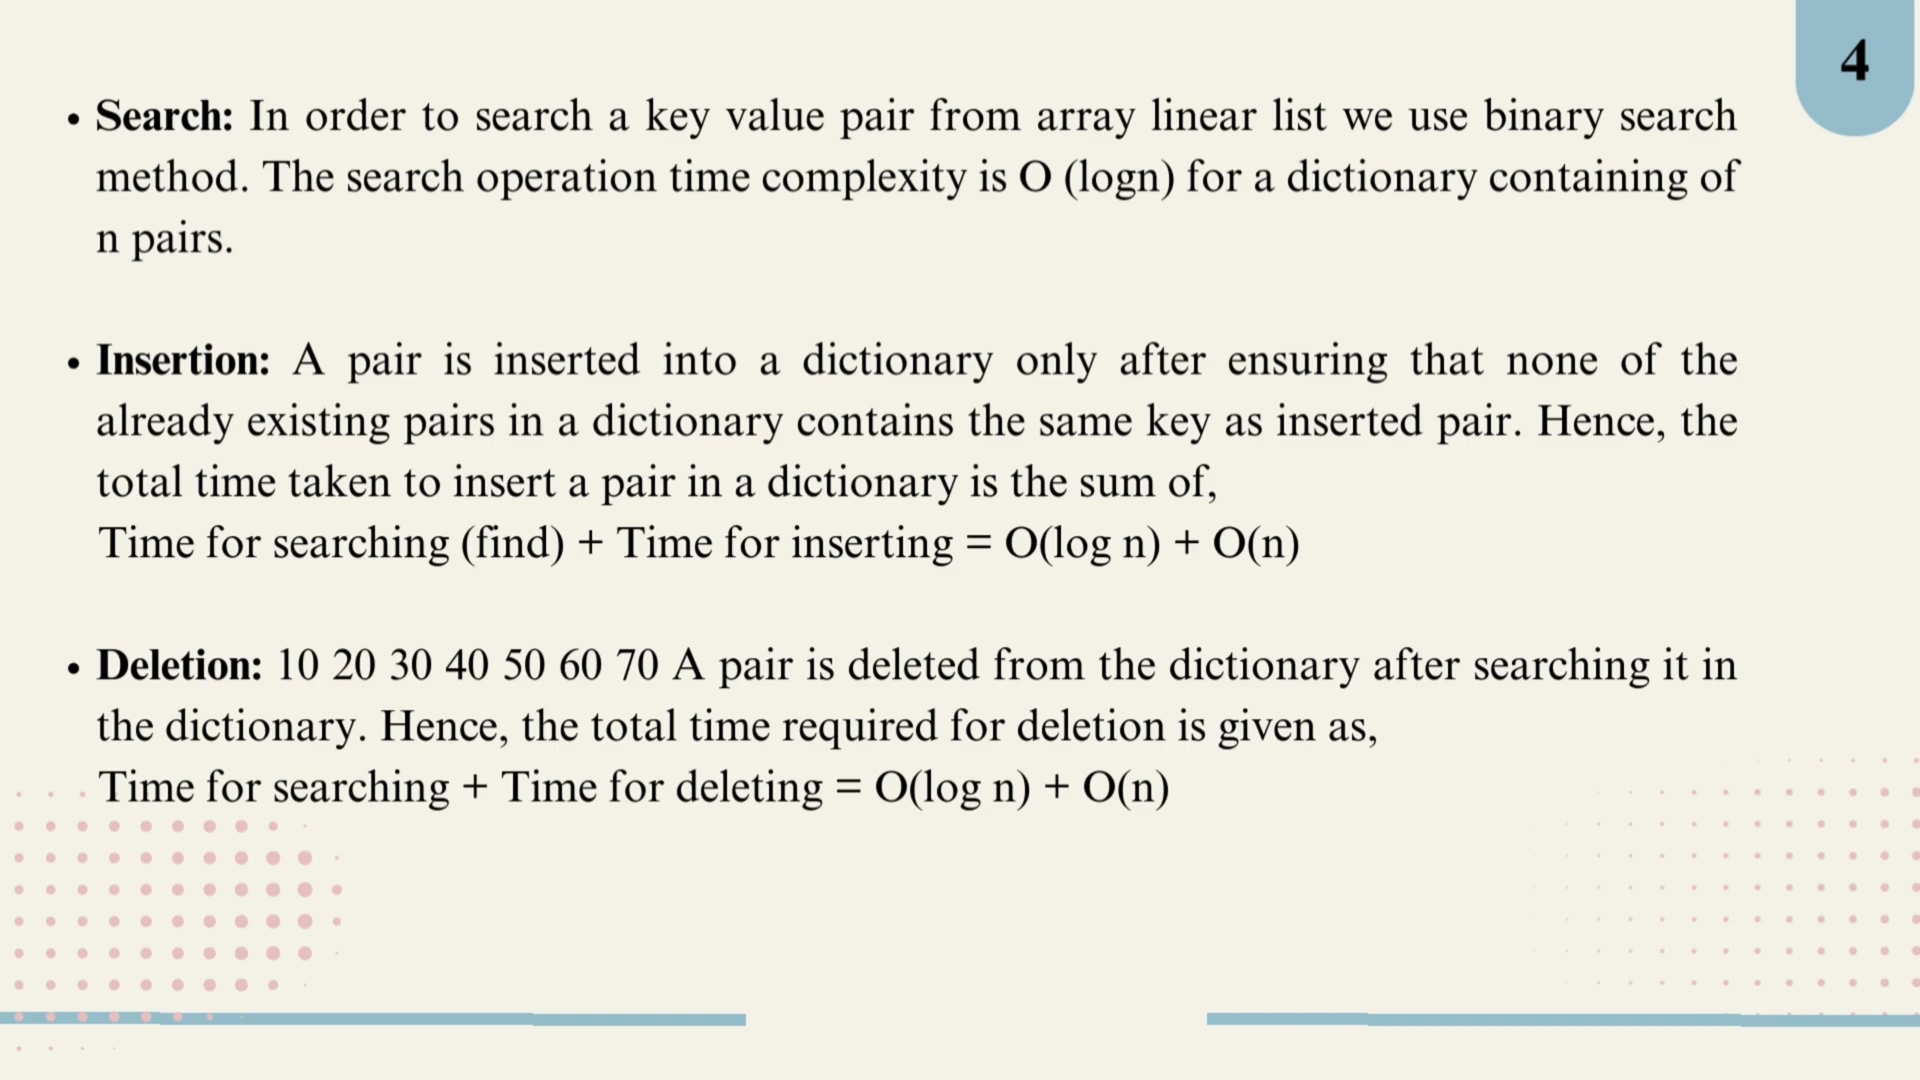 4
• Search: In order to search a key value pair from array linear list we use binary search
method. The search operation time complexity is O (logn) for a dictionary containing of
n pairs.
• Insertion: A pair is inserted into a dictionary only after ensuring that none of the
already existing pairs in a dictionary contains the same key as inserted pair. Hence, the
total time taken to insert a pair in a dictionary is the sum of,
Time for searching (find) + Time for inserting = O(log n) + O(n)
• Deletion: 10 20 30 40 50 60 70 A pair is deleted from the dictionary after searching it in
the dictionary. Hence, the total time required for deletion is given as,
Time for searching + Time for deleting = O(log n) + O(n)